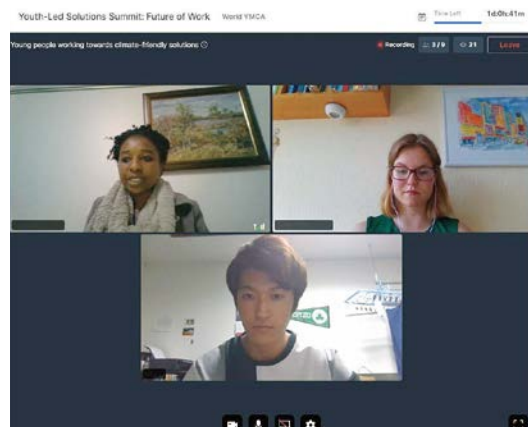 Youth-Led Solutions Summit: Future of Work World YMCA
Time Left 1d:0h:41m
Young people working towards climate-friendly solutions
Recording 3/9 21 Leave